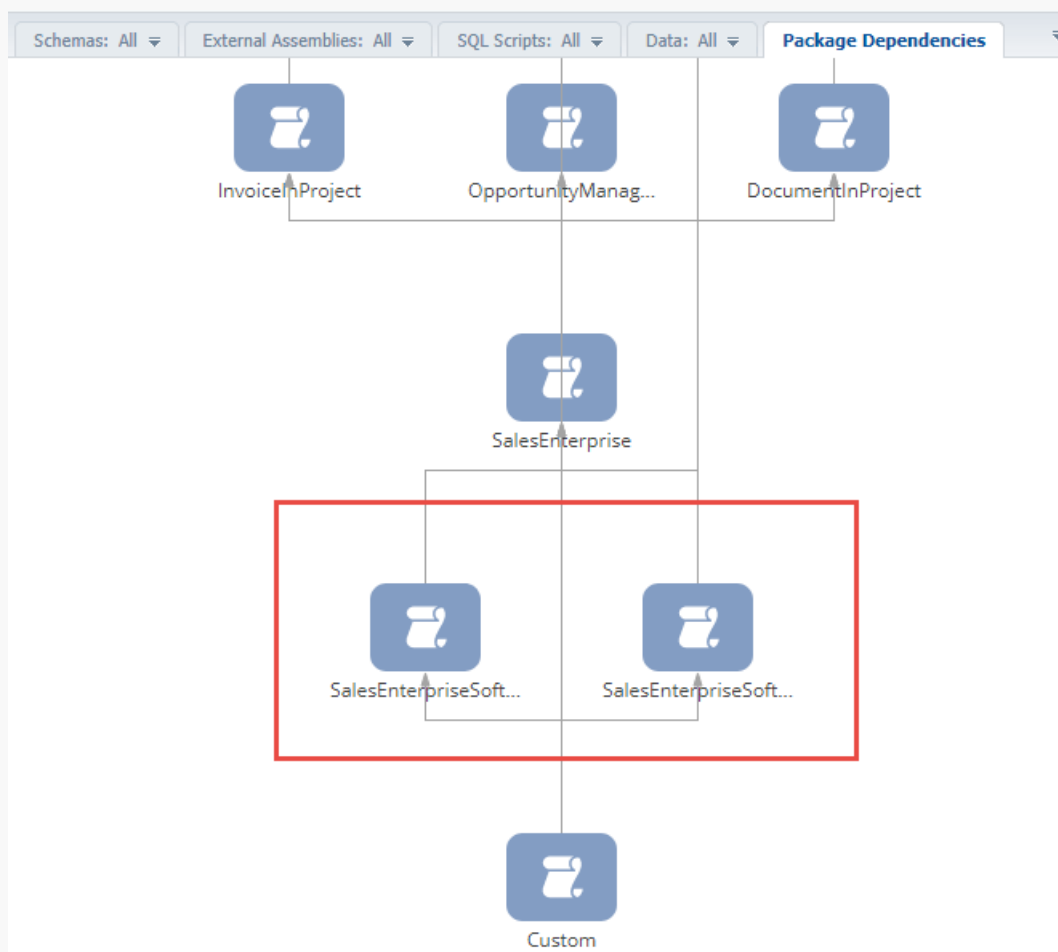 Schemas: All
External Assemblies: All
SQL Scripts: All
Data: All
Package Dependencies
InvoiceInProject
OpportunityManag...
DocumentInProject
SalesEnterprise
SalesEnterpriseSoft...
SalesEnterpriseSoft...
Custom